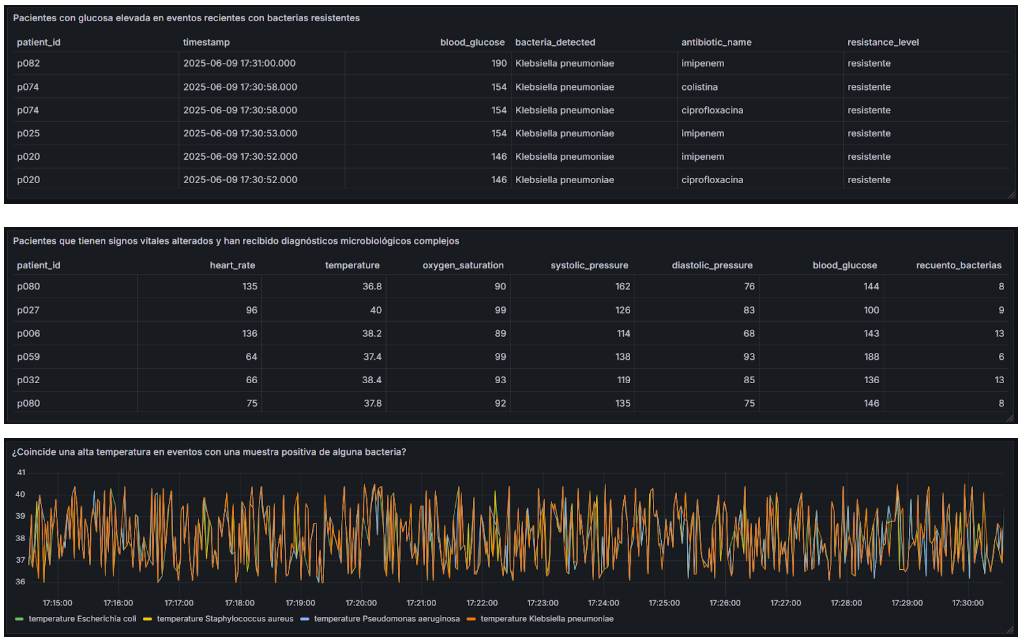 Pacientes con glucosa elevada en eventos recientes con bacterias resistentes
patient_id timestamp blood_glucose bacteria_detected antibiotic_name resistance_level
p082 2025-06-09 17:31:00.000 190 Klebsiella pneumoniae imipenem resistente
p074 2025-06-09 17:30:58.000 154 Klebsiella pneumoniae colistina resistente
p074 2025-06-09 17:30:58.000 154 Klebsiella pneumoniae ciprofloxacina resistente
p025 2025-06-09 17:30:53.000 154 Klebsiella pneumoniae imipenem resistente
p020 2025-06-09 17:30:52.000 146 Klebsiella pneumoniae imipenem resistente
p020 2025-06-09 17:30:52.000 146 Klebsiella pneumoniae ciprofloxacina resistente
Pacientes que tienen signos vitales alterados y han recibido diagnósticos microbiológicos complejos
patient_id heart_rate temperature oxygen_saturation systolic_pressure diastolic_pressure blood_glucose recuento_bacterias
p080 135 36.8 90 162 76 144 8
p027 96 40 99 126 83 100 9
p006 136 38.2 89 114 68 143 13
p059 64 37.4 99 138 93 188 6
p032 66 38.4 93 119 85 136 13
p080 75 37.8 92 135 75 146 8
¿Coincide una alta temperatura en eventos con una muestra positiva de alguna bacteria?
41
40
39
38
37
36
17:15:00 17:16:00 17:17:00 17:18:00 17:19:00 17:20:00 17:21:00 17:22:00 17:23:00 17:24:00 17:25:00 17:26:00 17:27:00 17:28:00 17:29:00 17:30:00
temperature Escherichia coli temperature Staphylococcus aureus temperature Pseudomonas aeruginosa temperature Klebsiella pneumoniae